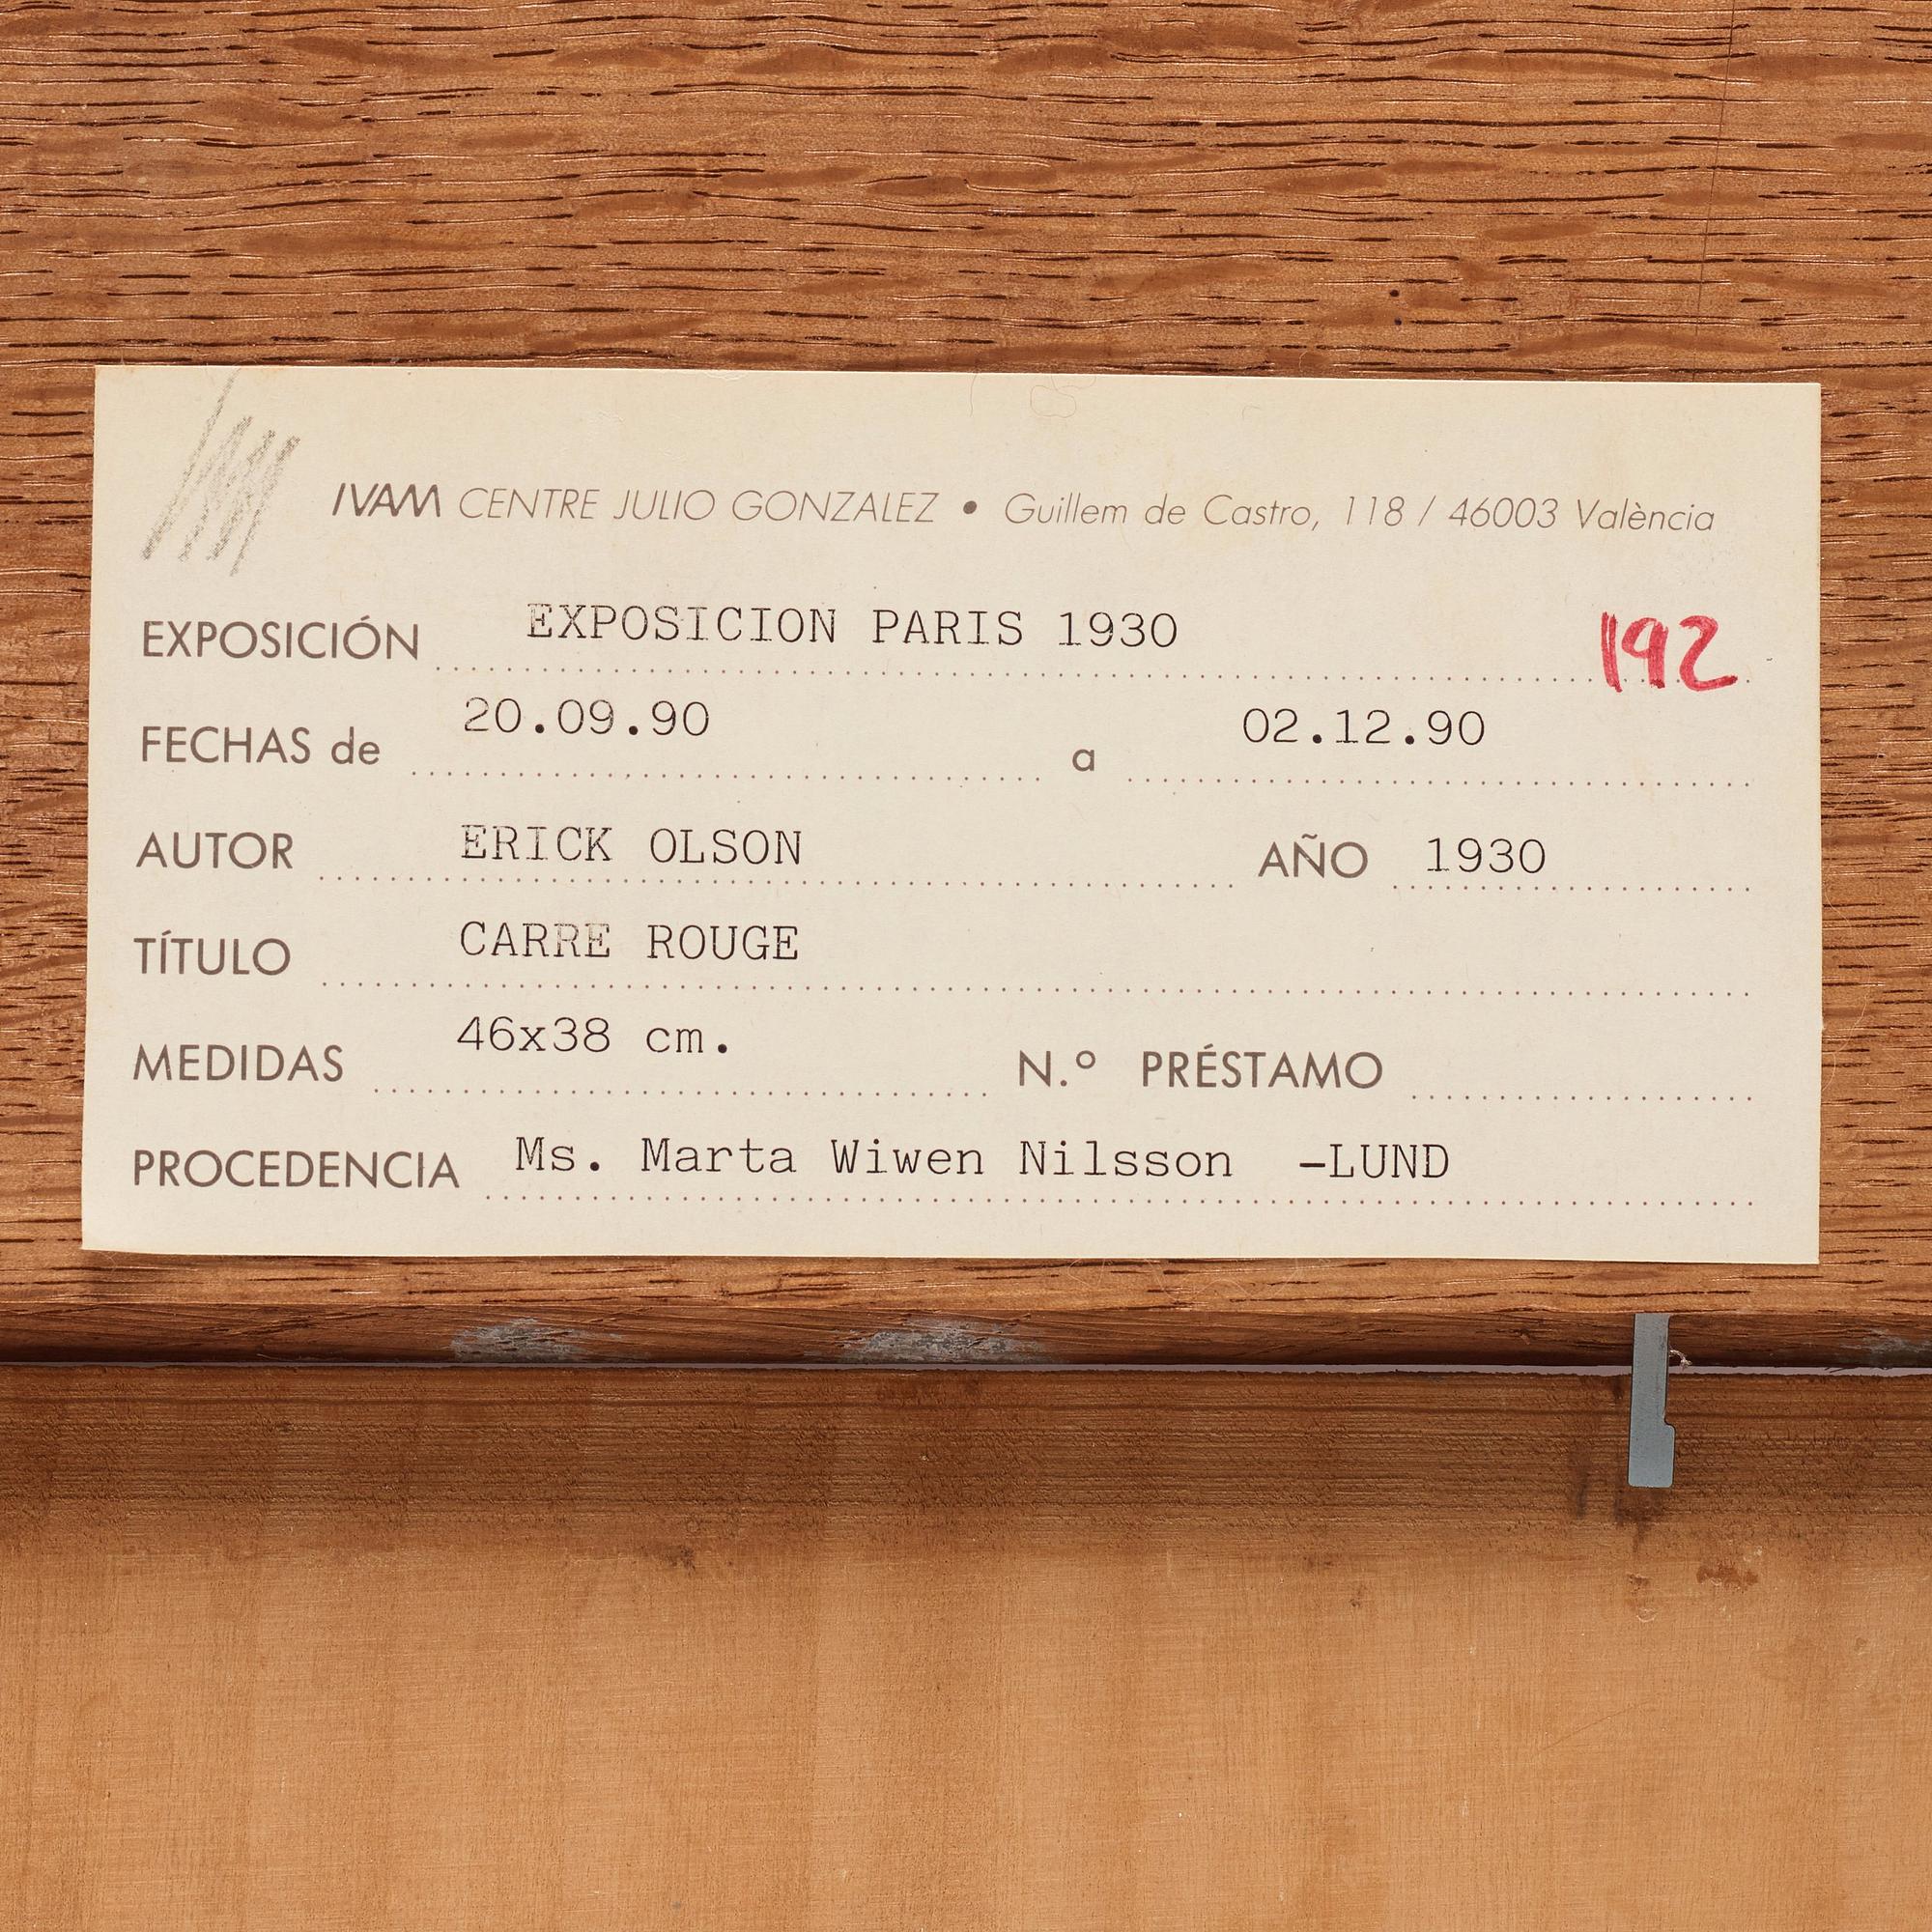 IVAM CENTRE JULIO GONZALEZ • Guillem de Castro, 118 / 46003 València
EXPOSICIÓN EXPOSICION PARIS 1930 192
FECHAS de 20.09.90 a 02.12.90
AUTOR ERICK OLSON AÑO 1930
TÍTULO CARRE ROUGE
MEDIDAS 46x38 cm. N.º PRÉSTAMO
PROCEDENCIA Ms. Marta Wiwen Nilsson -LUND